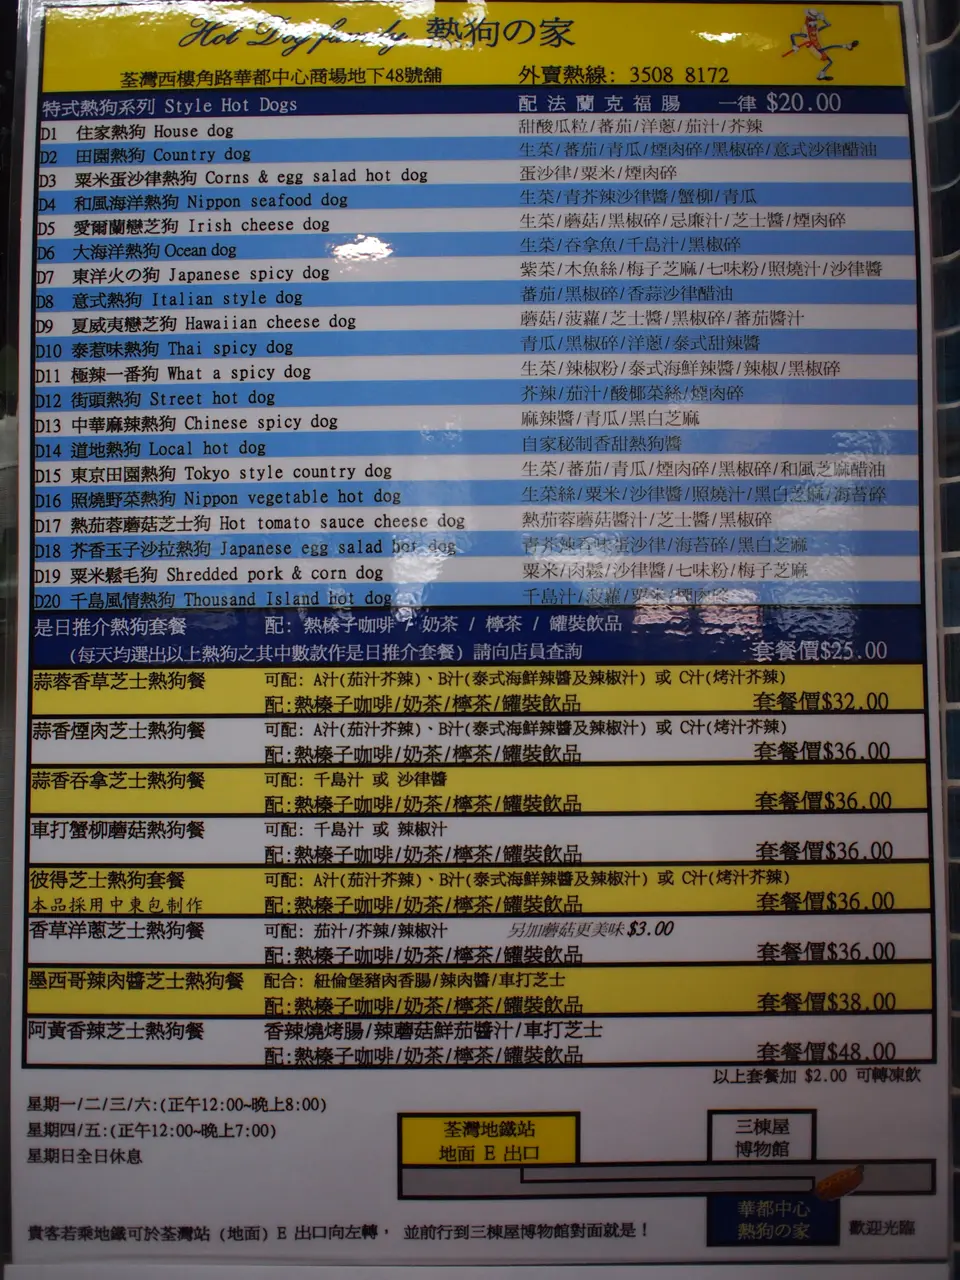 Hot Dog family 熱狗の家
荃灣西樓角路華都中心商場地下48號舖 外賣熱線: 3508 8172
特式熱狗系列 Style Hot Dogs 配法蘭克福腸 一律 $20.00
D1 住家熱狗 House dog 甜酸瓜粒/蕃茄/洋蔥/茄汁/芥辣
D2 田園熱狗 Country dog 生菜/蕃茄/青瓜/煙肉碎/黑椒碎/意式沙律醋油
D3 粟米蛋沙律熱狗 Corns & egg salad hot dog 蛋沙律/粟米/煙肉碎
D4 和風海洋熱狗 Nippon seafood dog 生菜/青芥辣沙律醬/蟹柳/青瓜
D5 愛爾蘭戀芝狗 Irish cheese dog 生菜/蘑菇/黑椒碎/忌廉汁/芝士醬/煙肉碎
D6 大海洋熱狗 Ocean dog 生菜/吞拿魚/千島汁/黑椒碎
D7 東洋火の狗 Japanese spicy dog 紫菜/木魚絲/梅子芝麻/七味粉/照燒汁/沙律醬
D8 意式熱狗 Italian style dog 蕃茄/黑椒碎/香蒜沙律醋油
D9 夏威夷戀芝狗 Hawaiian cheese dog 蘑菇/菠蘿/芝士醬/黑椒碎/蕃茄醬汁
D10 泰惹味熱狗 Thai spicy dog 青瓜/黑椒碎/洋蔥/泰式甜辣醬
D11 極辣一番狗 What a spicy dog 生菜/辣椒粉/泰式海鮮辣醬/辣椒/黑椒碎
D12 街頭熱狗 Street hot dog 芥辣/茄汁/酸椰菜絲/煙肉碎
D13 中華麻辣熱狗 Chinese spicy dog 麻辣醬/青瓜/黑白芝麻
D14 道地熱狗 Local hot dog 自家秘制香甜熱狗醬
D15 東京田園熱狗 Tokyo style country dog 生菜/蕃茄/青瓜/煙肉碎/黑椒碎/和風芝麻醋油
D16 照燒野菜熱狗 Nippon vegetable hot dog 生菜絲/粟米/沙律醬/照燒汁/黑白芝麻/海苔碎
D17 熱茄蓉蘑菇芝士狗 Hot tomato sauce cheese dog 熱茄蓉蘑菇醬汁/芝士醬/黑椒碎
D18 芥香玉子沙拉熱狗 Japanese egg salad hot dog 青芥辣香味蛋沙律/海苔碎/黑白芝麻
D19 粟米鬆毛狗 Shredded pork & corn dog 粟米/肉鬆/沙律醬/七味粉/梅子芝麻
D20 千島風情熱狗 Thousand Island hot dog 千島汁/菠蘿/粟米/煙肉碎
是日推介熱狗套餐 配: 熱榛子咖啡 / 奶茶 / 檸茶 / 罐裝飲品
(每天均選出以上熱狗之其中數款作是日推介套餐) 請向店員查詢 套餐價$25.00
蒜蓉香草芝士熱狗餐 可配: A汁(茄汁芥辣)、B汁(泰式海鮮辣醬及辣椒汁) 或 C汁(烤汁芥辣)
配:熱榛子咖啡/奶茶/檸茶/罐裝飲品 套餐價$32.00
蒜香煙肉芝士熱狗餐 可配: A汁(茄汁芥辣)、B汁(泰式海鮮辣醬及辣椒汁) 或 C汁(烤汁芥辣)
配:熱榛子咖啡/奶茶/檸茶/罐裝飲品 套餐價$36.00
蒜香吞拿芝士熱狗餐 可配: 千島汁 或 沙律醬
配:熱榛子咖啡/奶茶/檸茶/罐裝飲品 套餐價$36.00
車打蟹柳蘑菇熱狗餐 可配: 千島汁 或 辣椒汁
配:熱榛子咖啡/奶茶/檸茶/罐裝飲品 套餐價$36.00
彼得芝士熱狗套餐 可配: A汁(茄汁芥辣)、B汁(泰式海鮮辣醬及辣椒汁) 或 C汁(烤汁芥辣)
本品採用中東包制作 配:熱榛子咖啡/奶茶/檸茶/罐裝飲品 套餐價$36.00
香草洋蔥芝士熱狗餐 可配: 茄汁/芥辣/辣椒汁 另加蘑菇更美味$3.00
配:熱榛子咖啡/奶茶/檸茶/罐裝飲品 套餐價$36.00
墨西哥辣肉醬芝士熱狗餐 配合: 紐倫堡豬肉香腸/辣肉醬/車打芝士
配:熱榛子咖啡/奶茶/檸茶/罐裝飲品 套餐價$38.00
阿黃香辣芝士熱狗餐 香辣燒烤腸/辣蘑菇鮮茄醬汁/車打芝士
配:熱榛子咖啡/奶茶/檸茶/罐裝飲品 套餐價$48.00
以上套餐加 $2.00 可轉凍飲
星期一/二/三/六:(正午12:00~晚上8:00)
星期四/五:(正午12:00~晚上7:00)
星期日全日休息
荃灣地鐵站
地面 E 出口
三棟屋
博物館
華都中心
熱狗の家
歡迎光臨
貴客若乘地鐵可於荃灣站 (地面) E 出口向左轉， 並前行到三棟屋博物館對面就是！